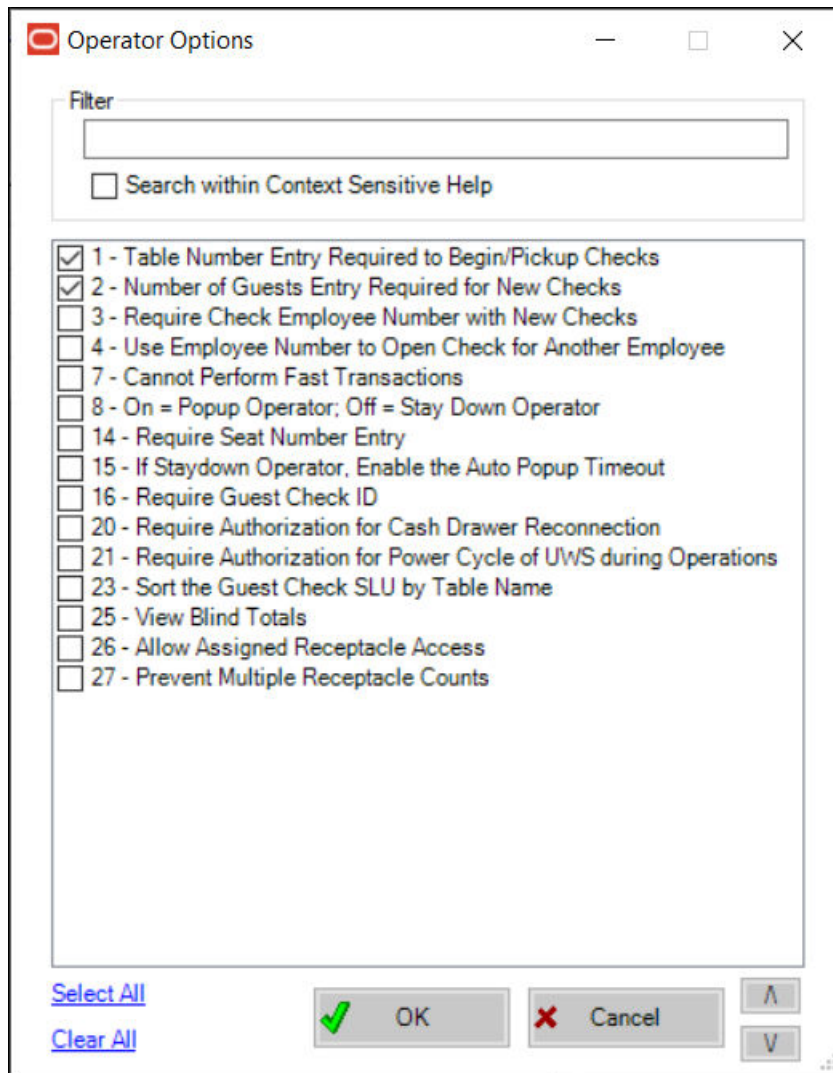 Operator Options
Filter
Search within Context Sensitive Help
1 - Table Number Entry Required to Begin/Pickup Checks
2 - Number of Guests Entry Required for New Checks
3 - Require Check Employee Number with New Checks
4 - Use Employee Number to Open Check for Another Employee
7 - Cannot Perform Fast Transactions
8 - On = Popup Operator; Off = Stay Down Operator
14 - Require Seat Number Entry
15 - If Staydown Operator, Enable the Auto Popup Timeout
16 - Require Guest Check ID
20 - Require Authorization for Cash Drawer Reconnection
21 - Require Authorization for Power Cycle of UWS during Operations
23 - Sort the Guest Check SLU by Table Name
25 - View Blind Totals
26 - Allow Assigned Receptacle Access
27 - Prevent Multiple Receptacle Counts
Select All
OK
Cancel
Clear All